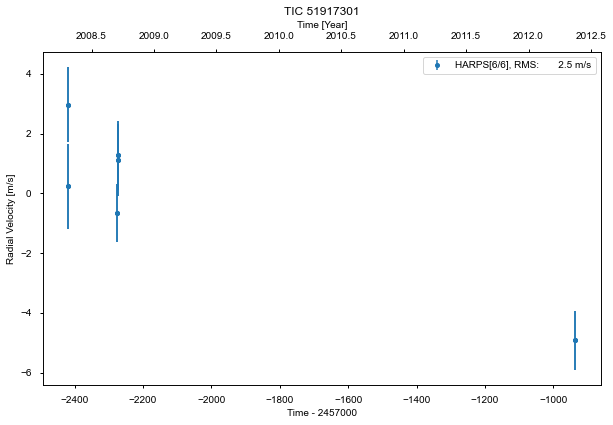 TIC 51917301
Time [Year]
2008.5 2009.0 2009.5 2010.0 2010.5 2011.0 2011.5 2012.0 2012.5
HARPS[6/6], RMS: 2.5 m/s
4
2
0
−2
−4
−6
Radial Velocity [m/s]
−2400 −2200 −2000 −1800 −1600 −1400 −1200 −1000
Time - 2457000